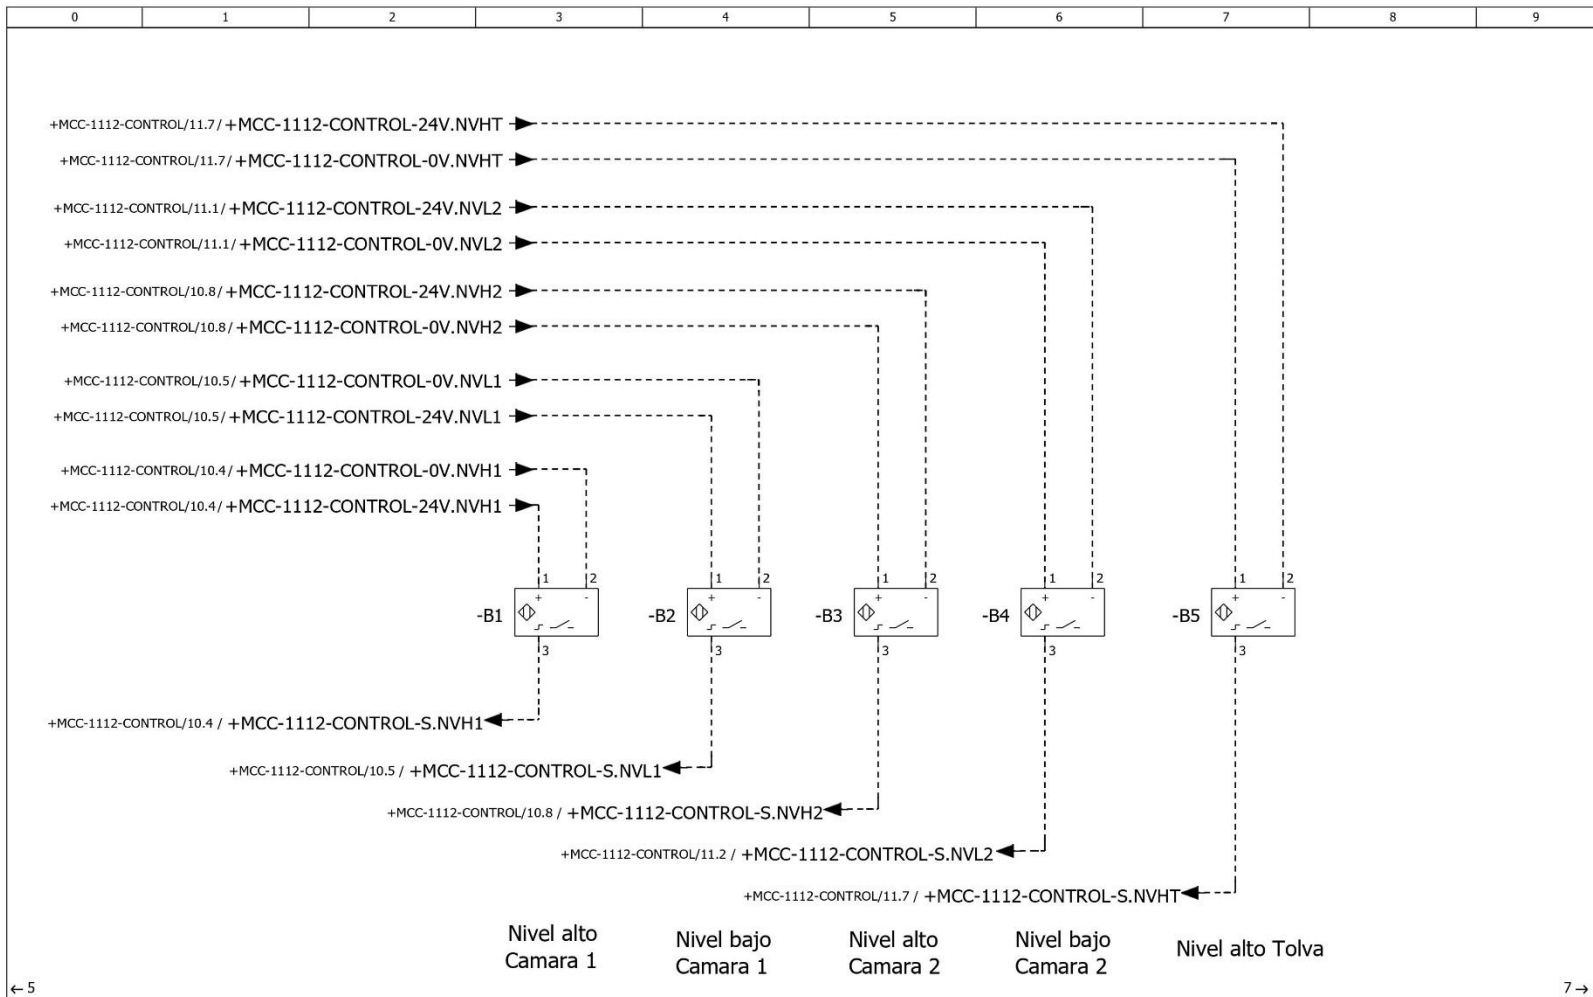 0 1 2 3 4 5 6 7 8 9
+MCC-1112-CONTROL/11.7/ +MCC-1112-CONTROL-24V.NVHT
+MCC-1112-CONTROL/11.7/ +MCC-1112-CONTROL-0V.NVHT
+MCC-1112-CONTROL/11.1/ +MCC-1112-CONTROL-24V.NVL2
+MCC-1112-CONTROL/11.1/ +MCC-1112-CONTROL-0V.NVL2
+MCC-1112-CONTROL/10.8/ +MCC-1112-CONTROL-24V.NVH2
+MCC-1112-CONTROL/10.8/ +MCC-1112-CONTROL-0V.NVH2
+MCC-1112-CONTROL/10.5/ +MCC-1112-CONTROL-0V.NVL1
+MCC-1112-CONTROL/10.5/ +MCC-1112-CONTROL-24V.NVL1
+MCC-1112-CONTROL/10.4/ +MCC-1112-CONTROL-0V.NVH1
+MCC-1112-CONTROL/10.4/ +MCC-1112-CONTROL-24V.NVH1
1 2 1 2 1 2 1 2 1 2
+ - + - + - + - + -
-B1 -B2 -B3 -B4 -B5
3 3 3 3 3
+MCC-1112-CONTROL/10.4 / +MCC-1112-CONTROL-S.NVH1
+MCC-1112-CONTROL/10.5 / +MCC-1112-CONTROL-S.NVL1
+MCC-1112-CONTROL/10.8 / +MCC-1112-CONTROL-S.NVH2
+MCC-1112-CONTROL/11.2 / +MCC-1112-CONTROL-S.NVL2
+MCC-1112-CONTROL/11.7 / +MCC-1112-CONTROL-S.NVHT
Nivel alto
Camara 1
Nivel bajo
Camara 1
Nivel alto
Camara 2
Nivel bajo
Camara 2
Nivel alto Tolva
← 5
7 →